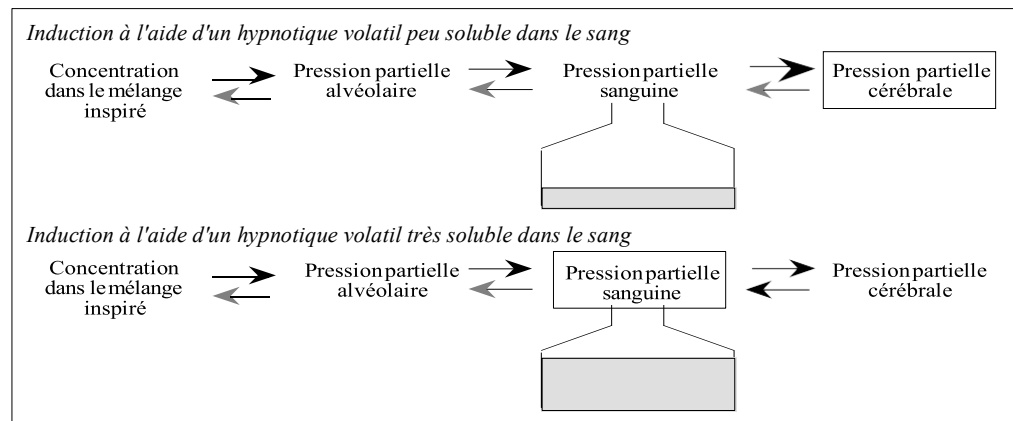 Induction à l'aide d'un hypnotique volatil peu soluble dans le sang
Concentration
dans le mélange
inspiré
Pression partielle
alvéolaire
Pression partielle
sanguine
Pression partielle
cérébrale
Induction à l'aide d'un hypnotique volatil très soluble dans le sang
Concentration
dans le mélange
inspiré
Pression partielle
alvéolaire
Pression partielle
sanguine
Pression partielle
cérébrale